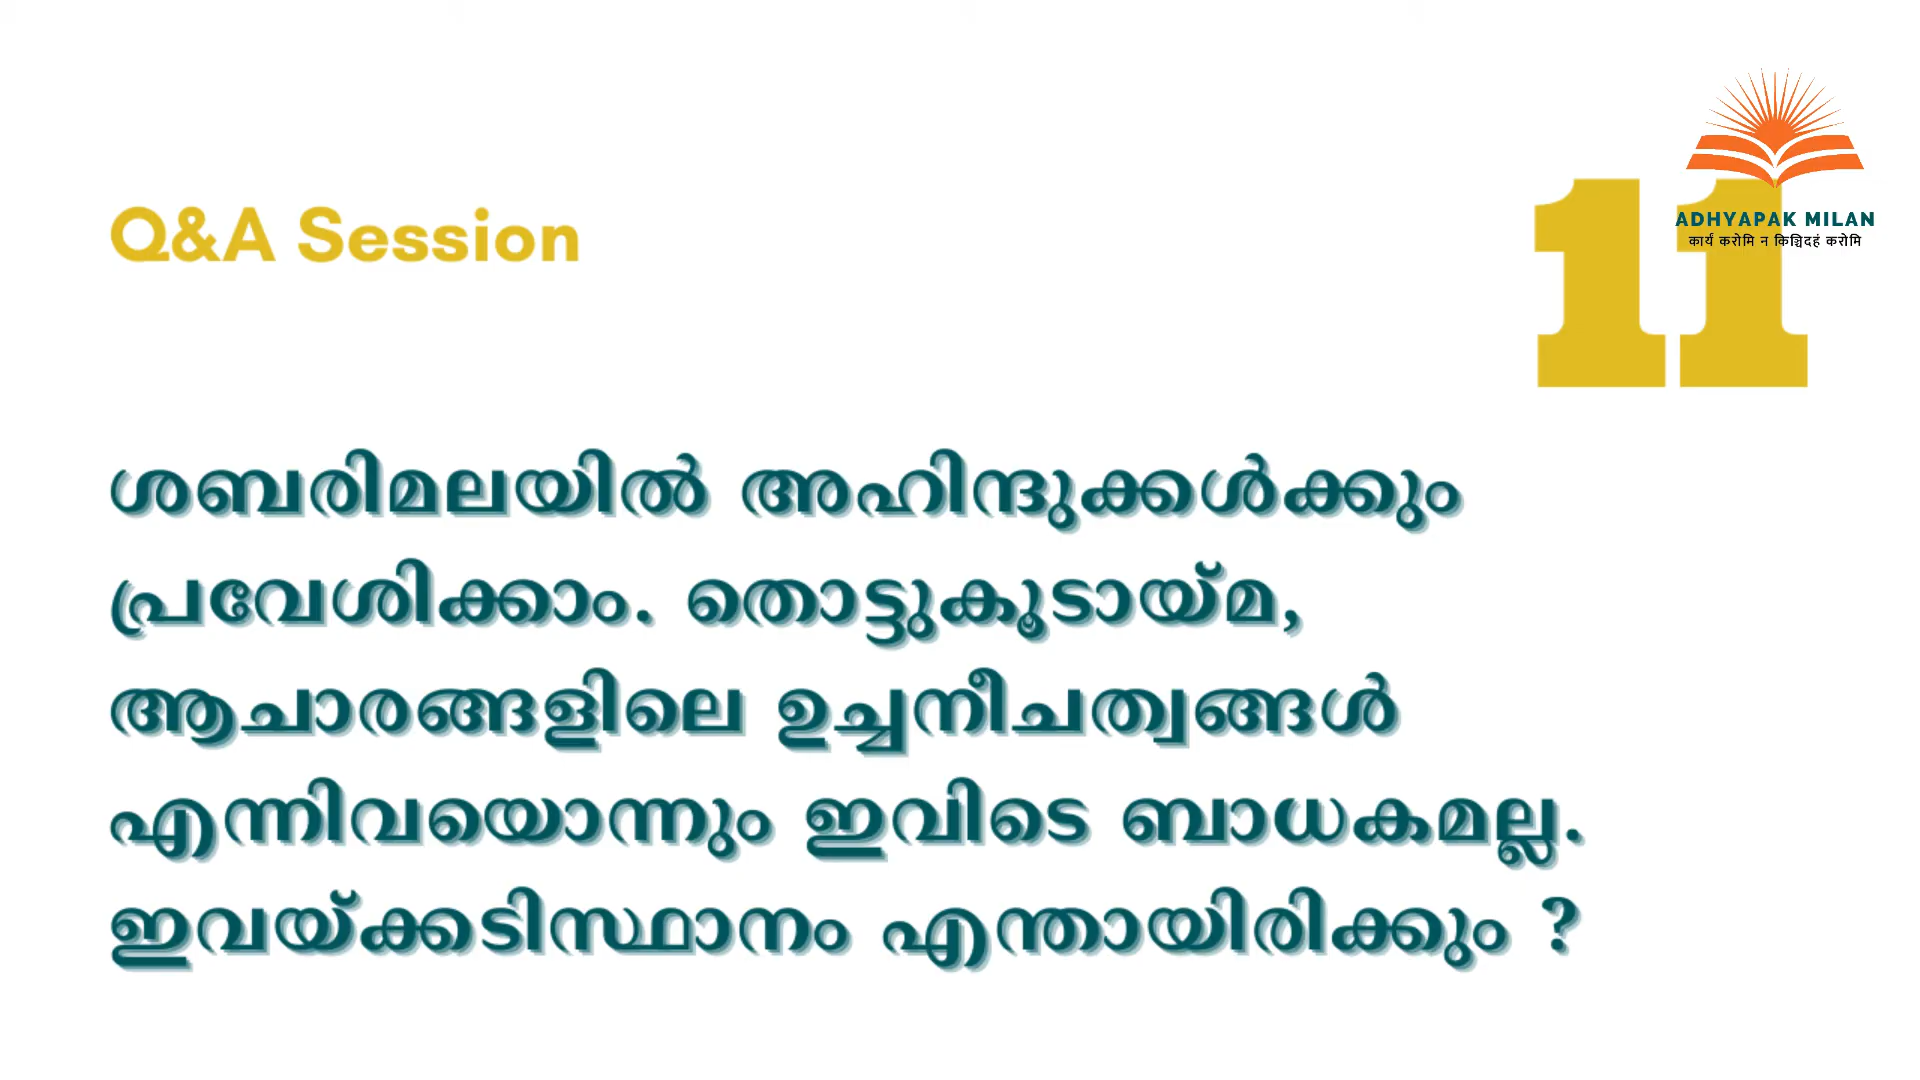 Q&A Session
11
ADHYAPAK MILAN
कार्यं करोमि न किञ्चिदहं करोमि
ശബരിമലയിൽ അഹിന്ദുക്കൾക്കും
പ്രവേശിക്കാം. തൊട്ടുകൂടായ്മ,
ആചാരങ്ങളിലെ ഉച്ചനീചത്വങ്ങൾ
എന്നിവയൊന്നും ഇവിടെ ബാധകമല്ല.
ഇവയ്ക്കടിസ്ഥാനം എന്തായിരിക്കും ?